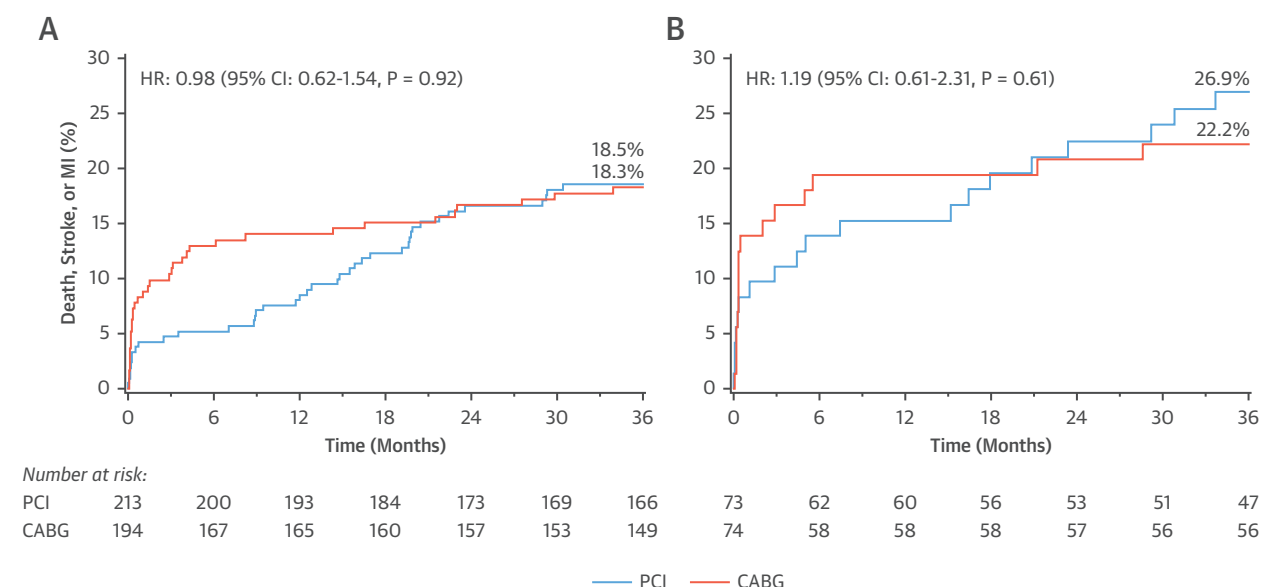 A
B
HR: 0.98 (95% CI: 0.62-1.54, P = 0.92)
HR: 1.19 (95% CI: 0.61-2.31, P = 0.61)
Death, Stroke, or MI (%)
30
25
20
15
10
5
0
18.5%
18.3%
0 6 12 18 24 30 36
Time (Months)
30
25
20
15
10
5
0
26.9%
22.2%
0 6 12 18 24 30 36
Time (Months)
Number at risk:
PCI 213 200 193 184 173 169 166 73 62 60 56 53 51 47
CABG 194 167 165 160 157 153 149 74 58 58 58 57 56 56
PCI CABG